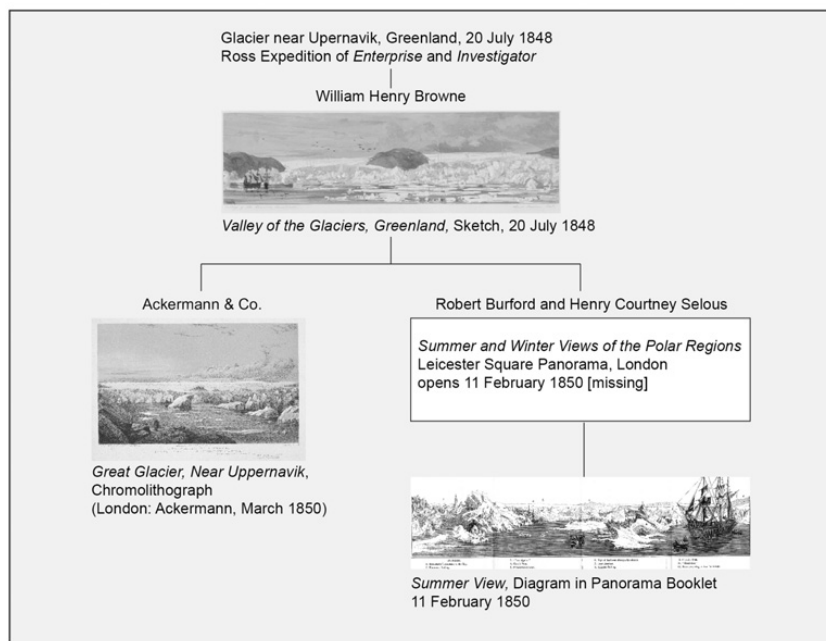 Glacier near Upernavik, Greenland, 20 July 1848
Ross Expedition of Enterprise and Investigator
William Henry Browne
Valley of the Glaciers, Greenland, Sketch, 20 July 1848
Ackermann & Co.
Great Glacier, Near Uppernavik,
Chromolithograph
(London: Ackermann, March 1850)
Robert Burford and Henry Courtney Selous
Summer and Winter Views of the Polar Regions
Leicester Square Panorama, London
opens 11 February 1850 [missing]
Summer View, Diagram in Panorama Booklet
11 February 1850